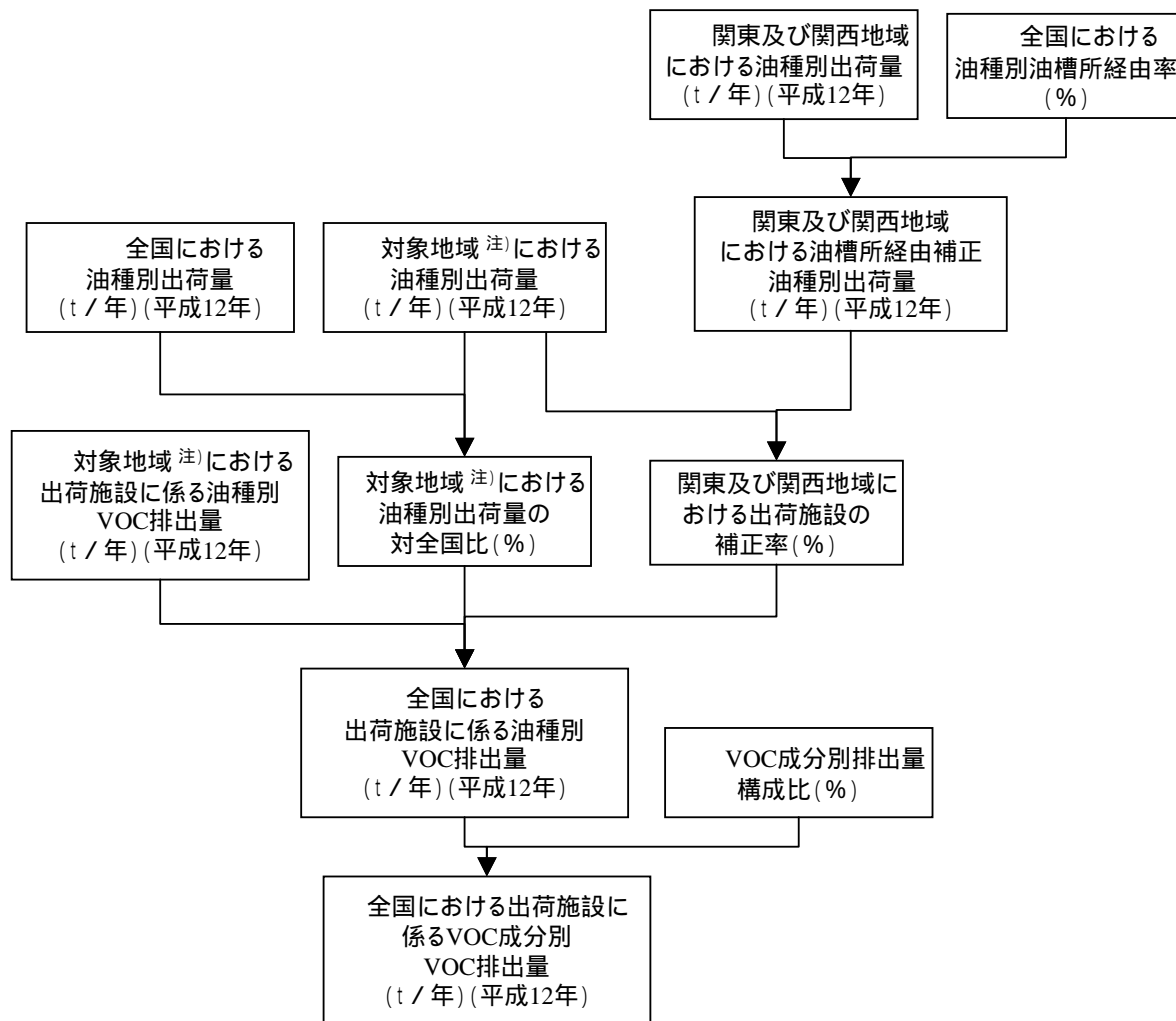 関東及び関西地域
における油種別出荷量
(t/年)(平成12年)
全国における
油種別油槽所経由率
(%)
関東及び関西地域
における油槽所経由補正
油種別出荷量
(t/年)(平成12年)
全国における
油種別出荷量
(t/年)(平成12年)
対象地域注)における
油種別出荷量
(t/年)(平成12年)
対象地域注)における
出荷施設に係る油種別
VOC排出量
(t/年)(平成12年)
対象地域注)における
油種別出荷量の
対全国比(%)
関東及び関西地域に
おける出荷施設の
補正率(%)
全国における
出荷施設に係る油種別
VOC排出量
(t/年)(平成12年)
VOC成分別排出量
構成比(%)
全国における出荷施設に
係るVOC成分別
VOC排出量
(t/年)(平成12年)